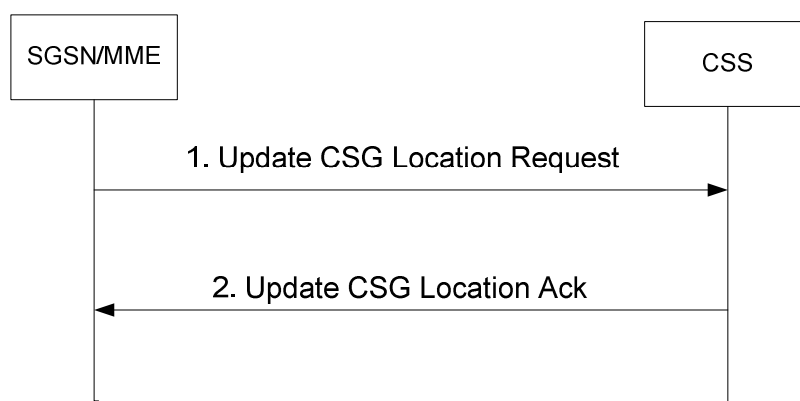 SGSN/MME
CSS
1. Update CSG Location Request
2. Update CSG Location Ack